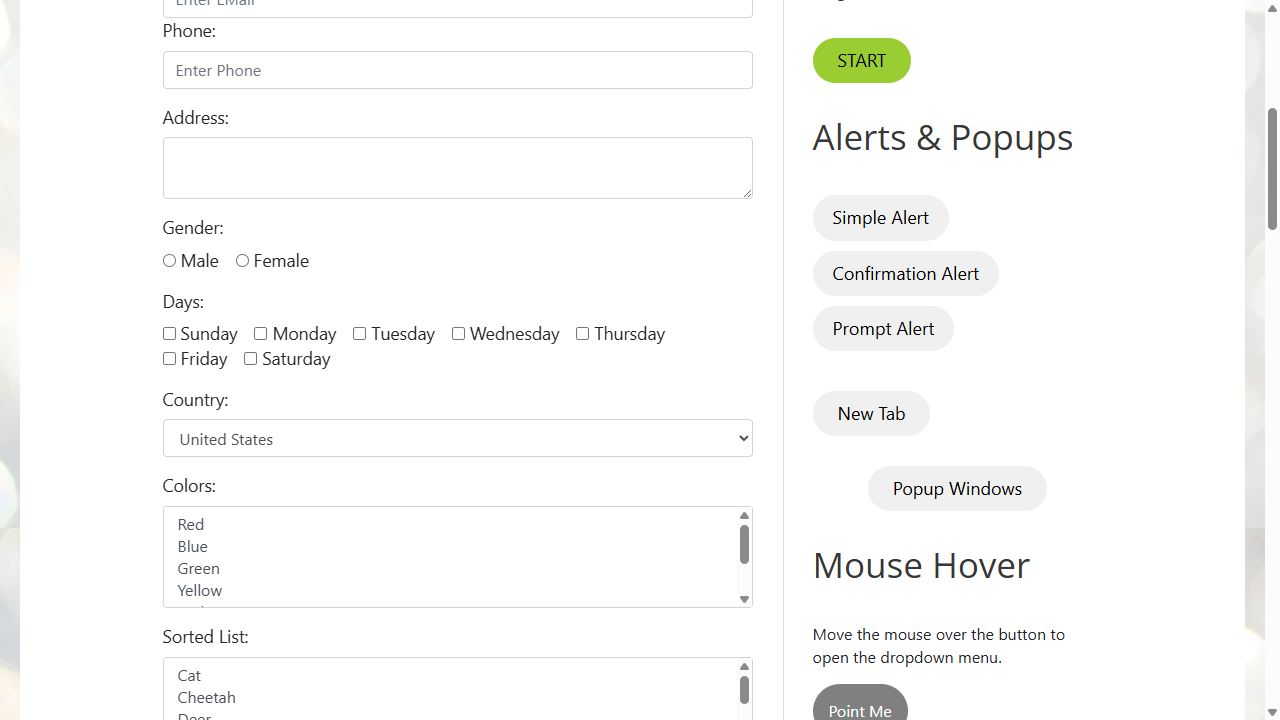 Phone:
Enter Phone
Address:
Gender:
Male Female
Days:
Sunday Monday Tuesday Wednesday Thursday
Friday Saturday
Country:
United States
Colors:
Red
Blue
Green
Yellow
Sorted List:
Cat
Cheetah
Deer
START
Alerts & Popups
Simple Alert
Confirmation Alert
Prompt Alert
New Tab
Popup Windows
Mouse Hover
Move the mouse over the button to
open the dropdown menu.
Point Me